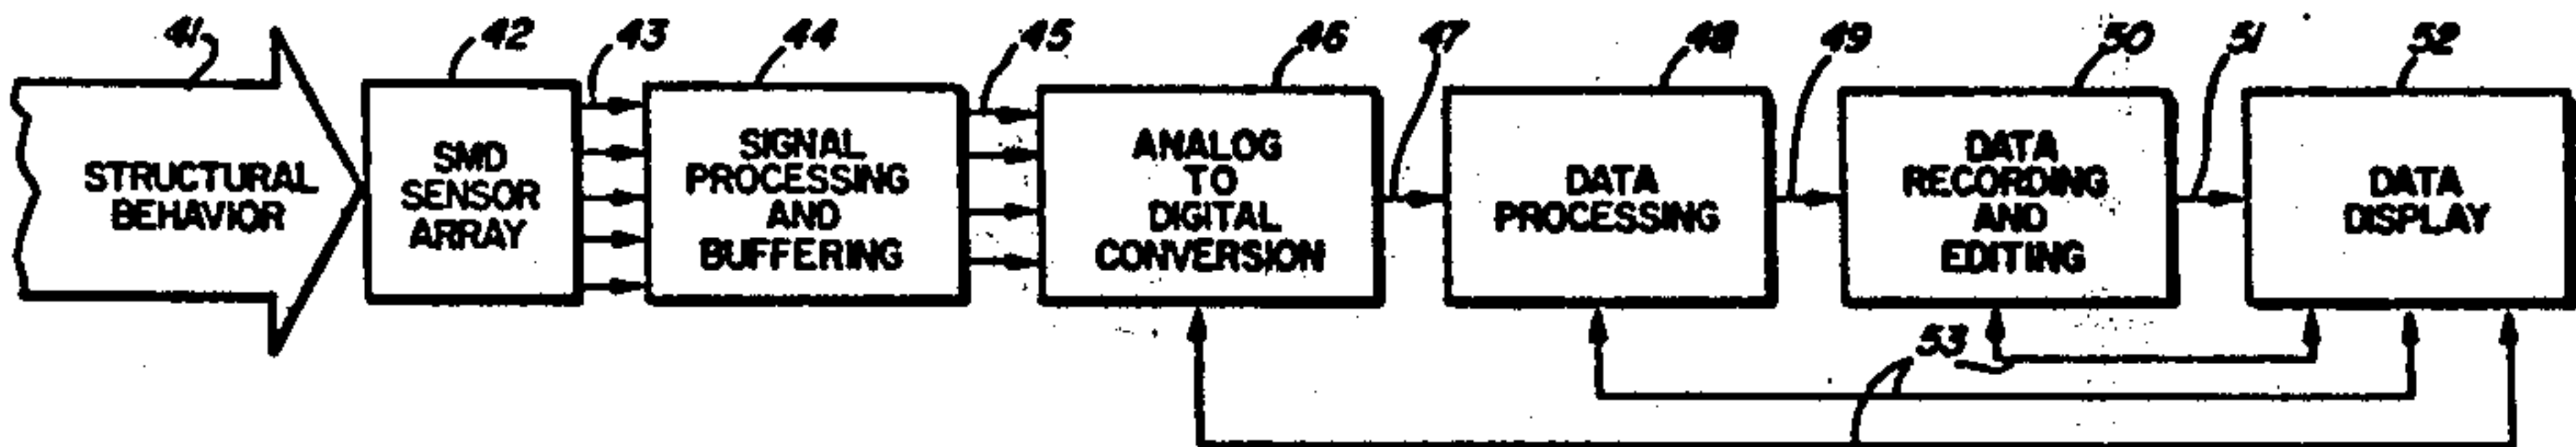 41
42
43
44
45
46
47
48
49
50
51
52
STRUCTURAL
BEHAVIOR
SMD
SENSOR
ARRAY
SIGNAL
PROCESSING
AND
BUFFERING
ANALOG
TO
DIGITAL
CONVERSION
DATA
PROCESSING
DATA
RECORDING
AND
EDITING
DATA
DISPLAY
53